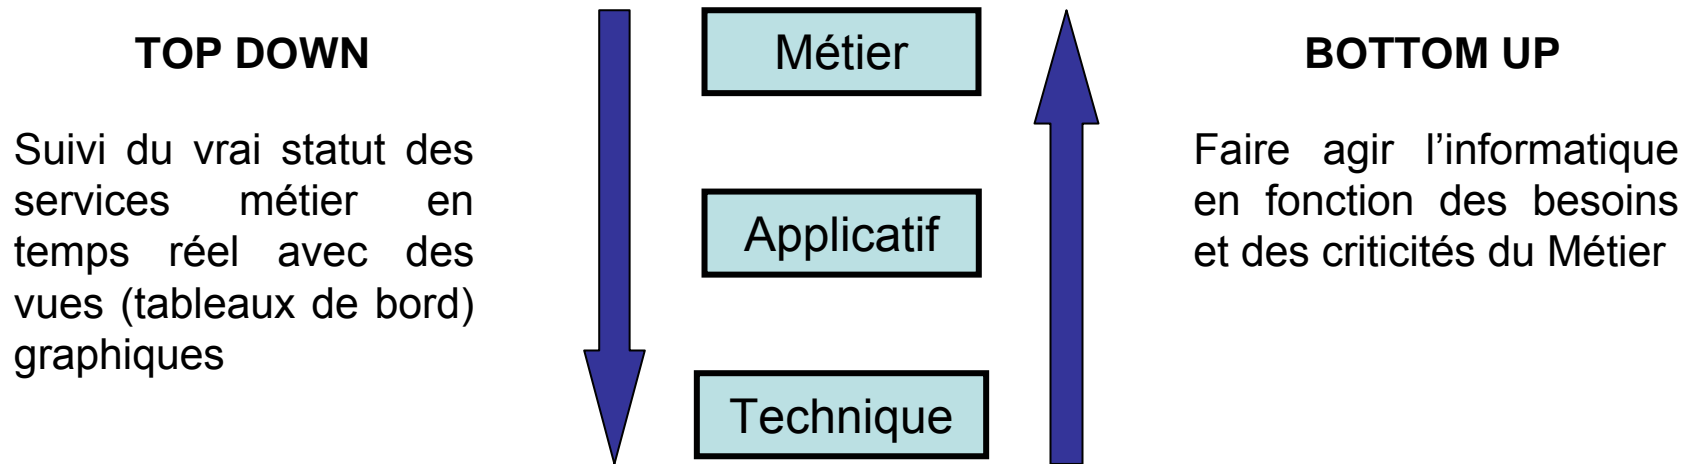 TOP DOWN
Suivi du vrai statut des
services métier en
temps réel avec des
vues (tableaux de bord)
graphiques
Métier
Applicatif
Technique
BOTTOM UP
Faire agir l’informatique
en fonction des besoins
et des criticités du Métier